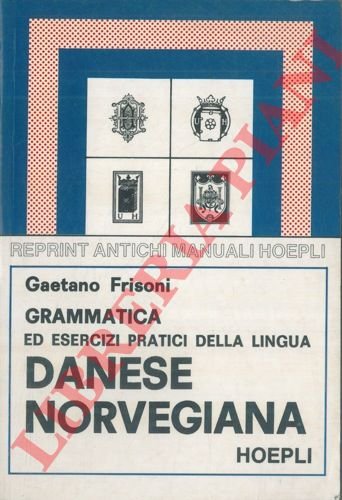 REPRINT ANTICHI MANUALI HOEPLI
Gaetano Frisoni
GRAMMATICA
ED ESERCIZI PRATICI DELLA LINGUA
DANESE
NORVEGIANA
HOEPLI
LIBRERIA PIANI
U H